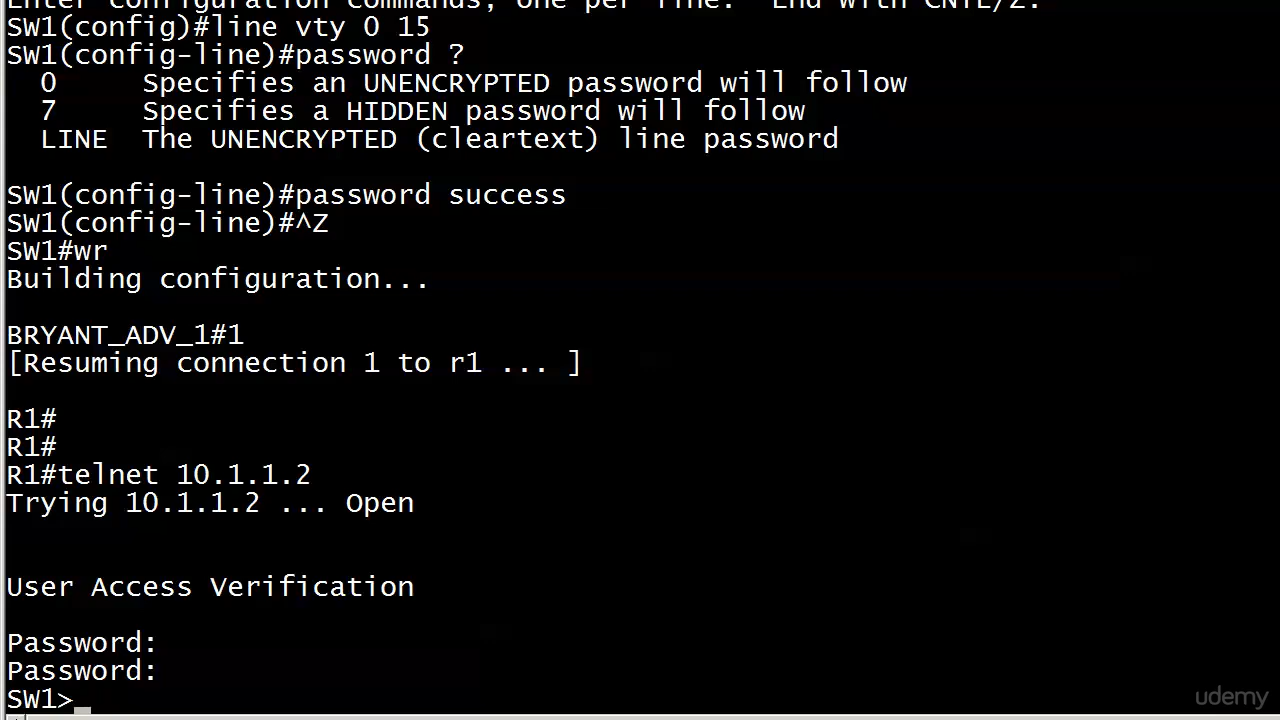 Enter configuration commands, one per line.  End with CNTL/Z.
SW1(config)#line vty 0 15
SW1(config-line)#password ?
  0     Specifies an UNENCRYPTED password will follow
  7     Specifies a HIDDEN password will follow
  LINE  The UNENCRYPTED (cleartext) line password
SW1(config-line)#password success
SW1(config-line)#^Z
SW1#wr
Building configuration...
BRYANT_ADV_1#1
[Resuming connection 1 to r1 ... ]
R1#
R1#
R1#telnet 10.1.1.2
Trying 10.1.1.2 ... Open
User Access Verification
Password:
Password:
SW1>
udemy